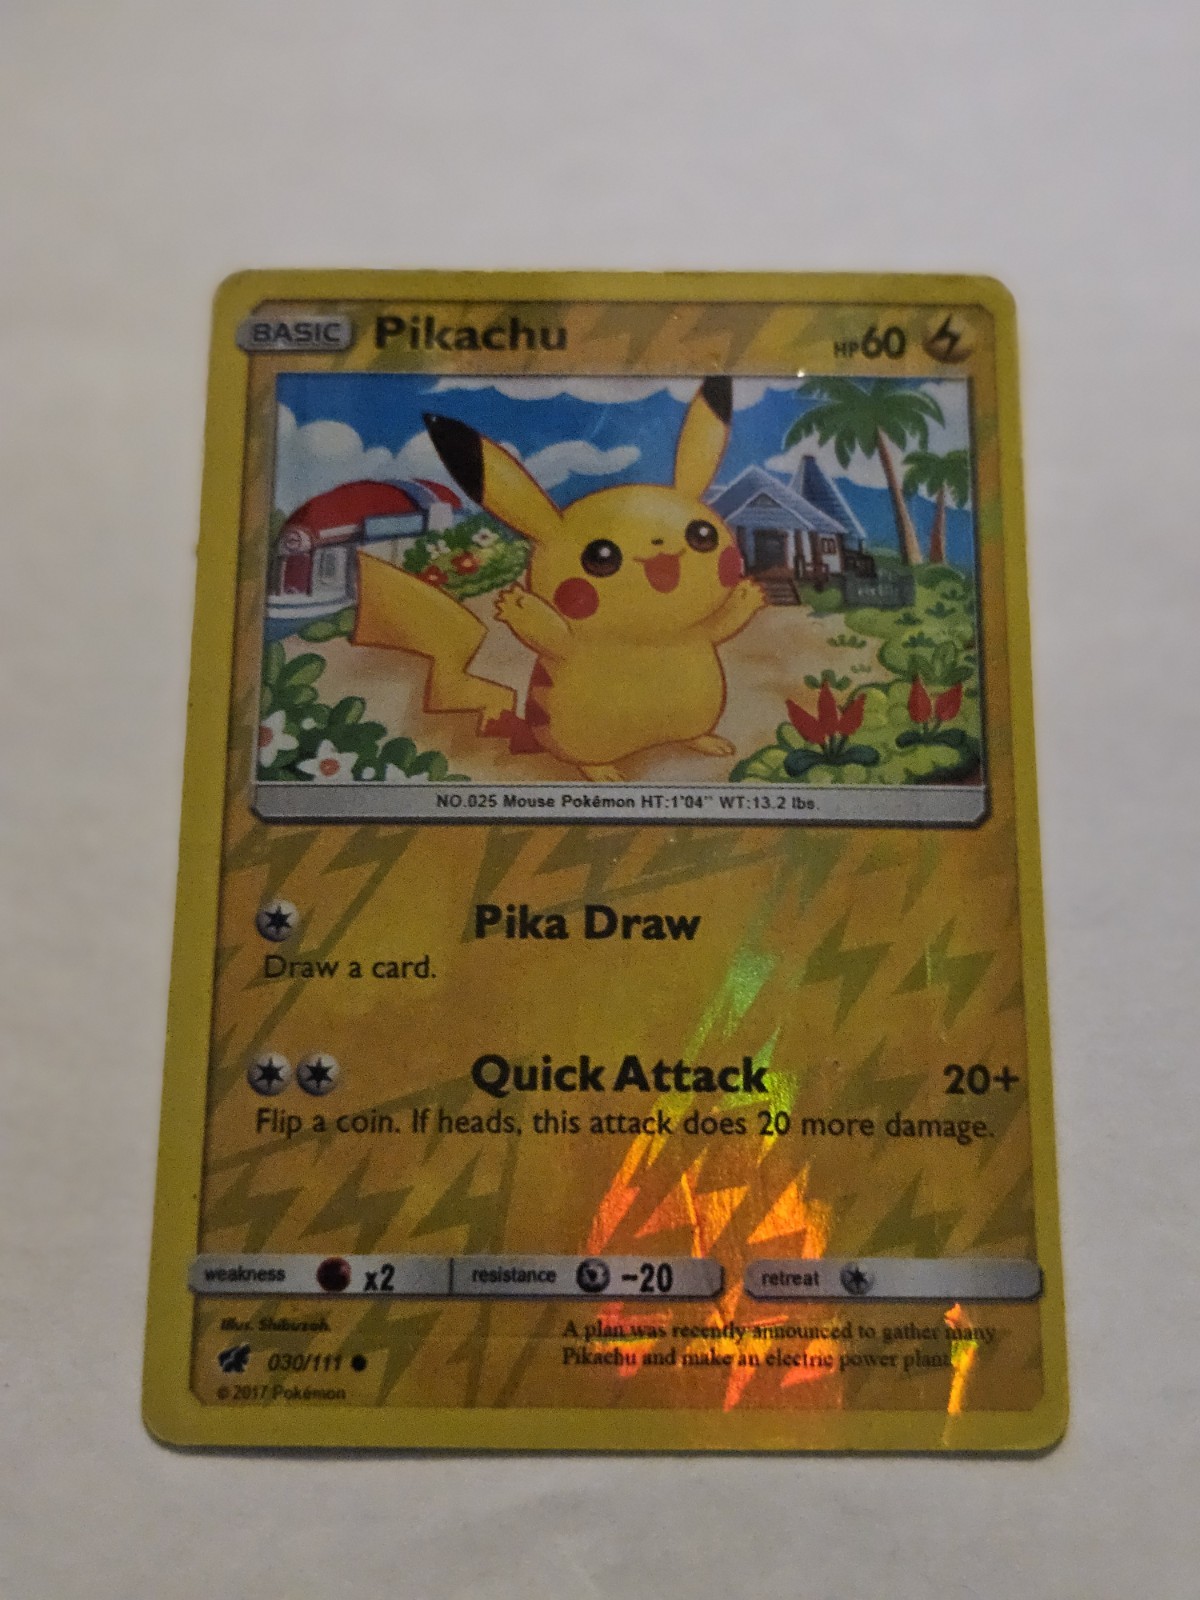 BASIC Pikachu HP60
NO.025 Mouse Pokémon HT:1'04" WT:13.2 lbs.
Pika Draw
Draw a card.
Quick Attack 20+
Flip a coin. If heads, this attack does 20 more damage.
weakness x2 resistance -20 retreat
Illus. Shibuzoh.
A plan was recently announced to gather many
030/111
Pikachu and make an electric power plant.
©2017 Pokémon